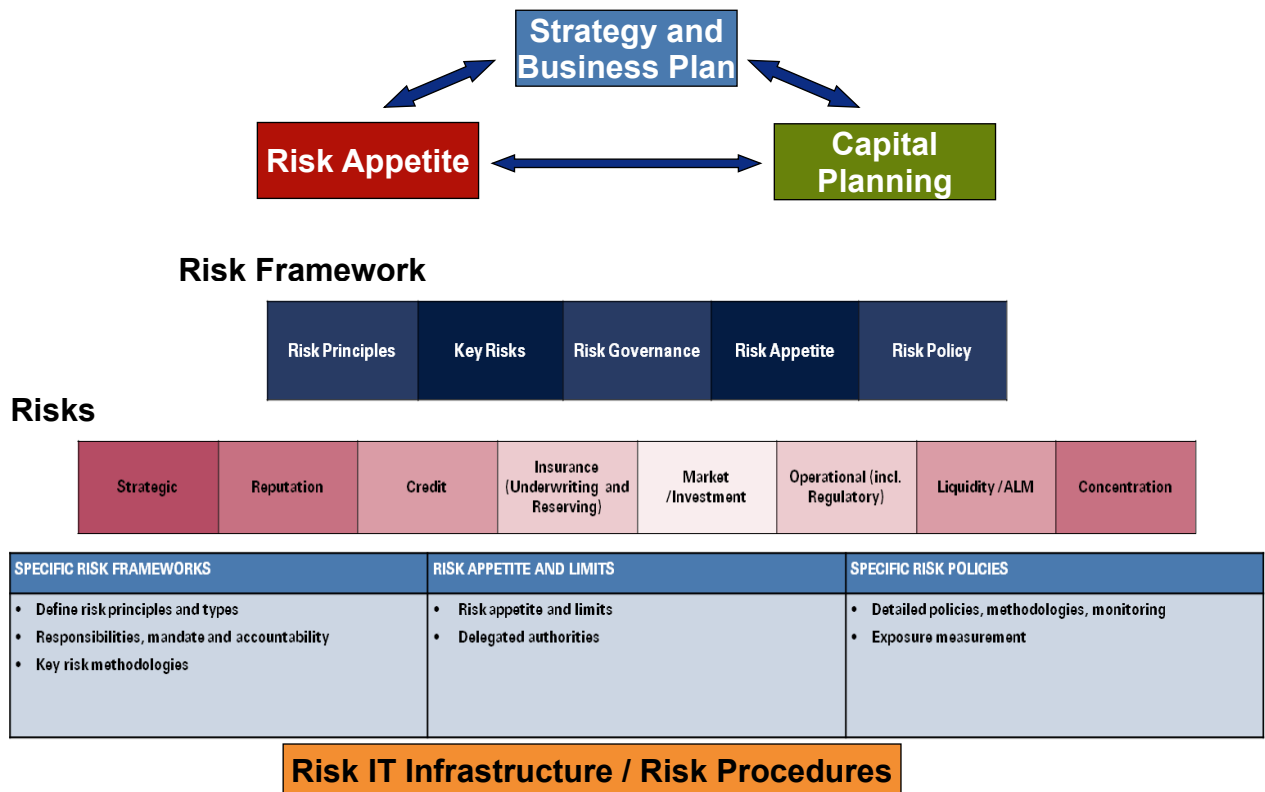 Strategy and
Business Plan
Risk Appetite
Capital
Planning
Risk Framework
Risk Principles
Key Risks
Risk Governance
Risk Appetite
Risk Policy
Risks
Strategic
Reputation
Credit
Insurance
(Underwriting and
Reserving)
Market
/Investment
Operational (incl.
Regulatory)
Liquidity /ALM
Concentration
SPECIFIC RISK FRAMEWORKS
• Define risk principles and types
• Responsibilities, mandate and accountability
• Key risk methodologies
RISK APPETITE AND LIMITS
• Risk appetite and limits
• Delegated authorities
SPECIFIC RISK POLICIES
• Detailed policies, methodologies, monitoring
• Exposure measurement
Risk IT Infrastructure / Risk Procedures